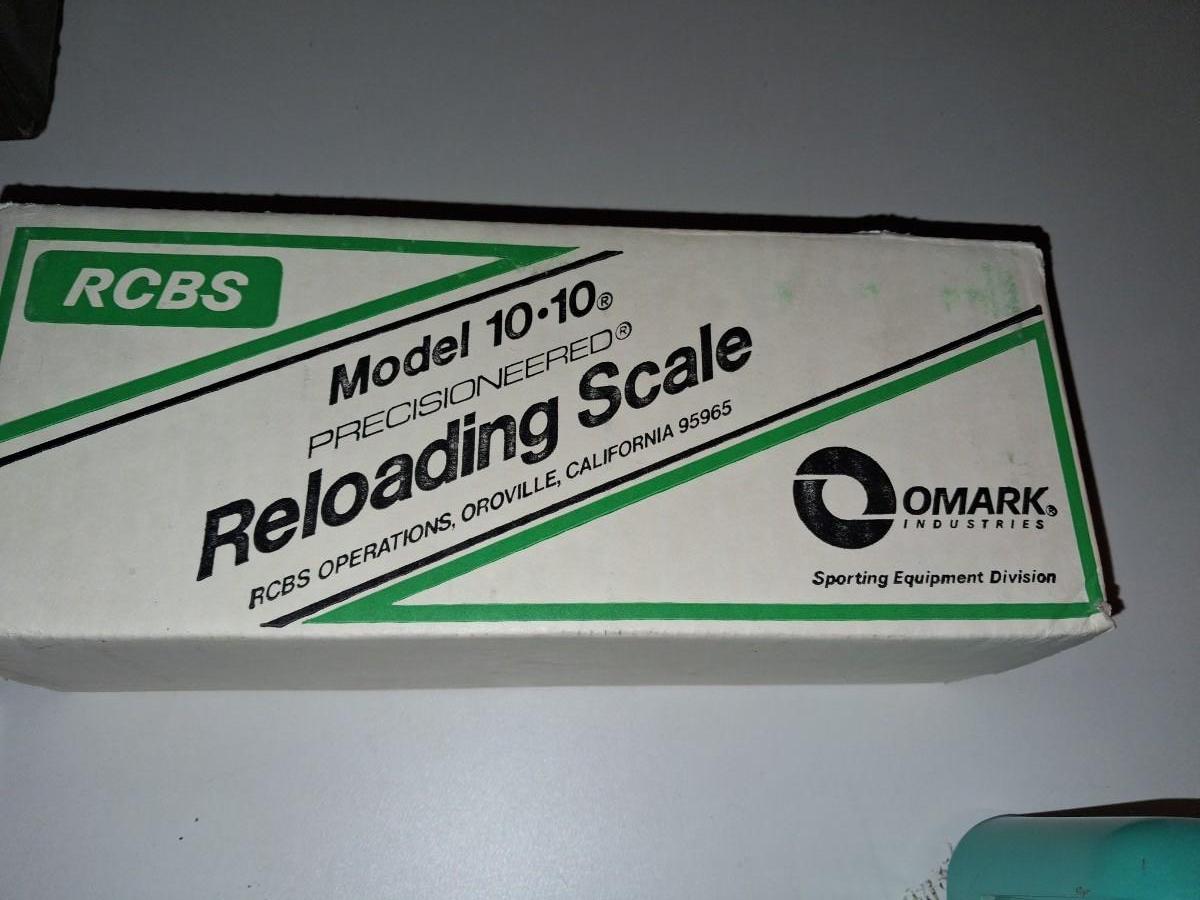 RCBS
Model 10•10®
PRECISIONEERED®
Reloading Scale
RCBS OPERATIONS, OROVILLE, CALIFORNIA 95965
OMARK®
INDUSTRIES
Sporting Equipment Division